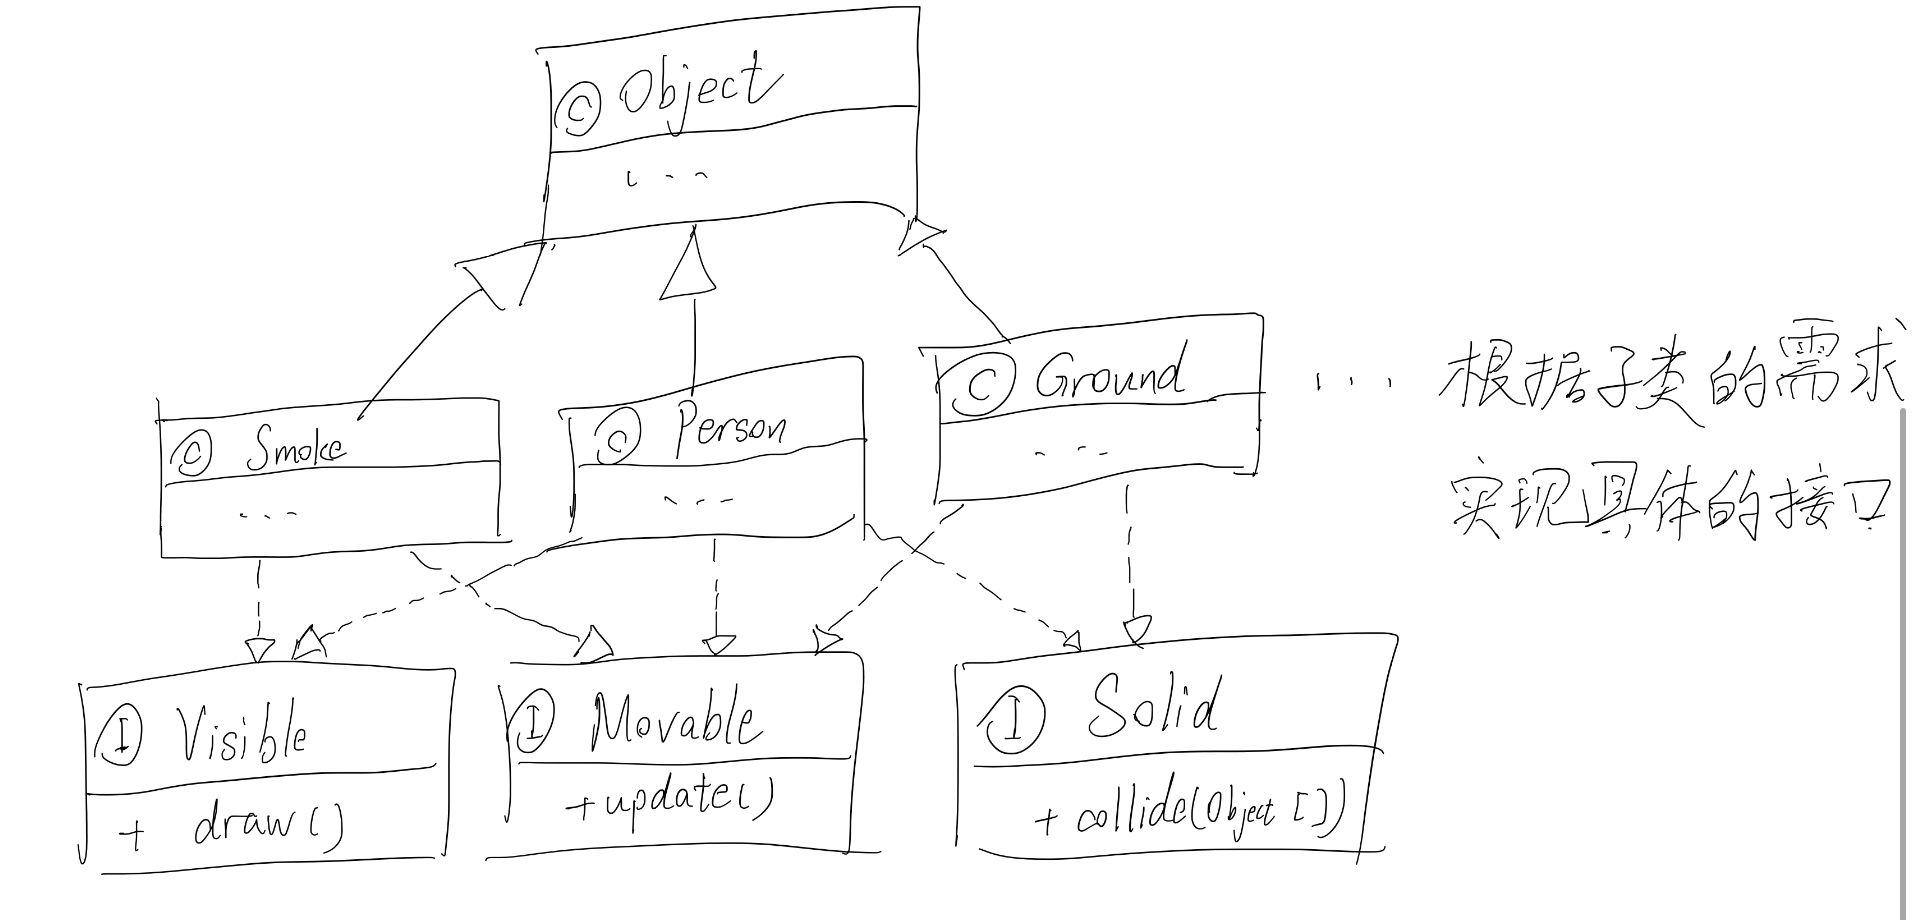 © Object
...
© Smoke
...
© Person
...
© Ground
...
... 根据子类的需求
实现具体的接口
Ⓘ Visible
+ draw()
Ⓘ Movable
+update()
Ⓘ Solid
+ collide(Object [])